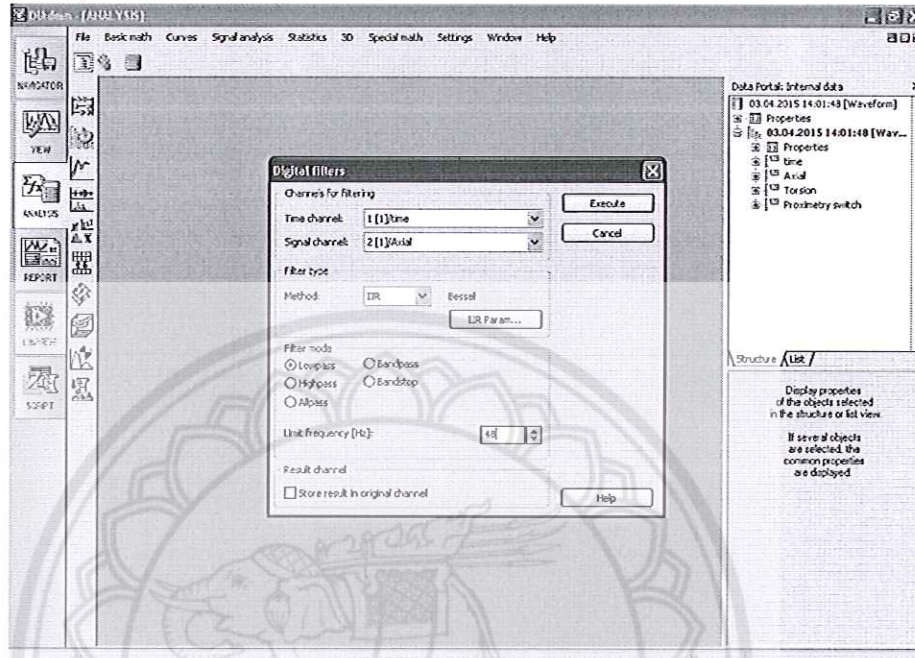 DIAdem - [ANALYSIS]
File Basic math Curves Signal analysis Statistics 3D Special math Settings Window Help
NAVIGATOR
VIEW
ANALYSIS
REPORT
SCRIPT
Digital filters
Channels for filtering
Time channel: 1 [1]/time
Signal channel: 2 [1]/Axial
Filter type
Method: IIR Bessel
IIR Param...
Filter mode
Lowpass Bandpass
Highpass Bandstop
Allpass
Limit frequency [Hz]: 48
Result channel
Store result in original channel
Execute
Cancel
Help
Data Portal: Internal data
03.04.2015 14:01:48 [Waveform]
Properties
03.04.2015 14:01:48 [Wav...
Properties
time
Axial
Torsion
Proximetry switch
Structure List
Display properties
of the objects selected
in the structure or list view.
If several objects
are selected, the
common properties
are displayed.